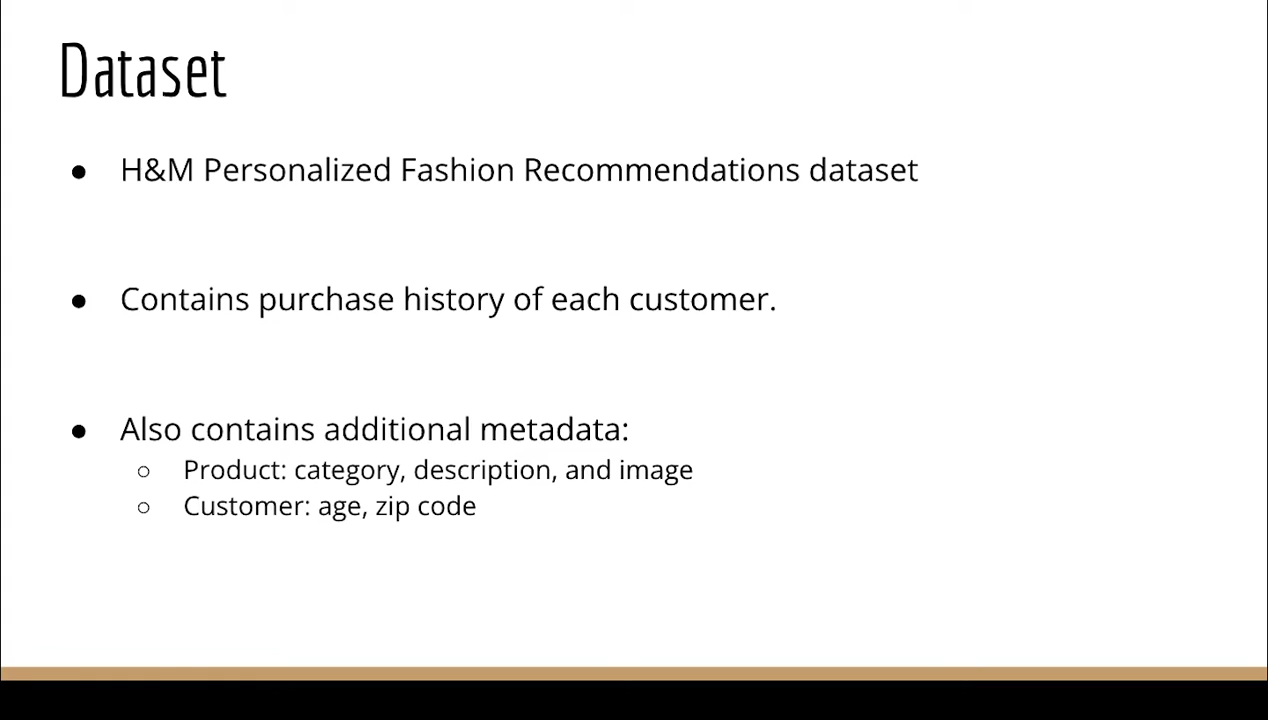 Dataset
● H&M Personalized Fashion Recommendations dataset
● Contains purchase history of each customer.
● Also contains additional metadata:
○ Product: category, description, and image
○ Customer: age, zip code